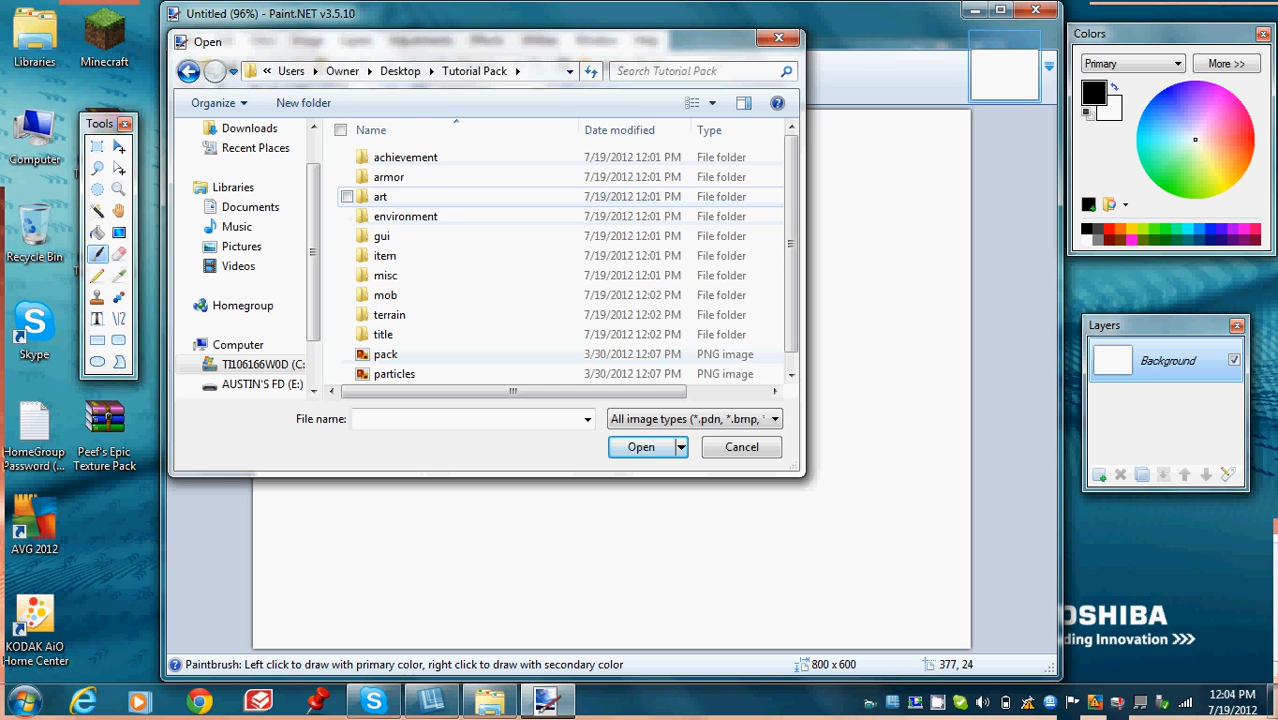 Untitled (96%) - Paint.NET v3.5.10
Open
« Users Owner Desktop Tutorial Pack
Search Tutorial Pack
Organize New folder
Name Date modified Type
Downloads
Recent Places
Libraries
Documents
Music
Pictures
Videos
Homegroup
Computer
TI106166W0D (C:
AUSTIN'S FD (E:)
achievement 7/19/2012 12:01 PM File folder
armor 7/19/2012 12:01 PM File folder
art 7/19/2012 12:01 PM File folder
environment 7/19/2012 12:01 PM File folder
gui 7/19/2012 12:01 PM File folder
item 7/19/2012 12:01 PM File folder
misc 7/19/2012 12:01 PM File folder
mob 7/19/2012 12:02 PM File folder
terrain 7/19/2012 12:02 PM File folder
title 7/19/2012 12:02 PM File folder
pack 3/30/2012 12:07 PM PNG image
particles 3/30/2012 12:07 PM PNG image
File name:
All image types (*.pdn, *.bmp,
Open Cancel
Libraries
Minecraft
Computer
Tools
Recycle Bin
Skype
HomeGroup
Password (...
Peef's Epic
Texture Pack
AVG 2012
KODAK AiO
Home Center
Colors
Primary
More >>
Layers
Background
OSHIBA
ding Innovation >>>
Paintbrush: Left click to draw with primary color, right click to draw with secondary color
800 x 600
377, 24
12:04 PM
7/19/2012